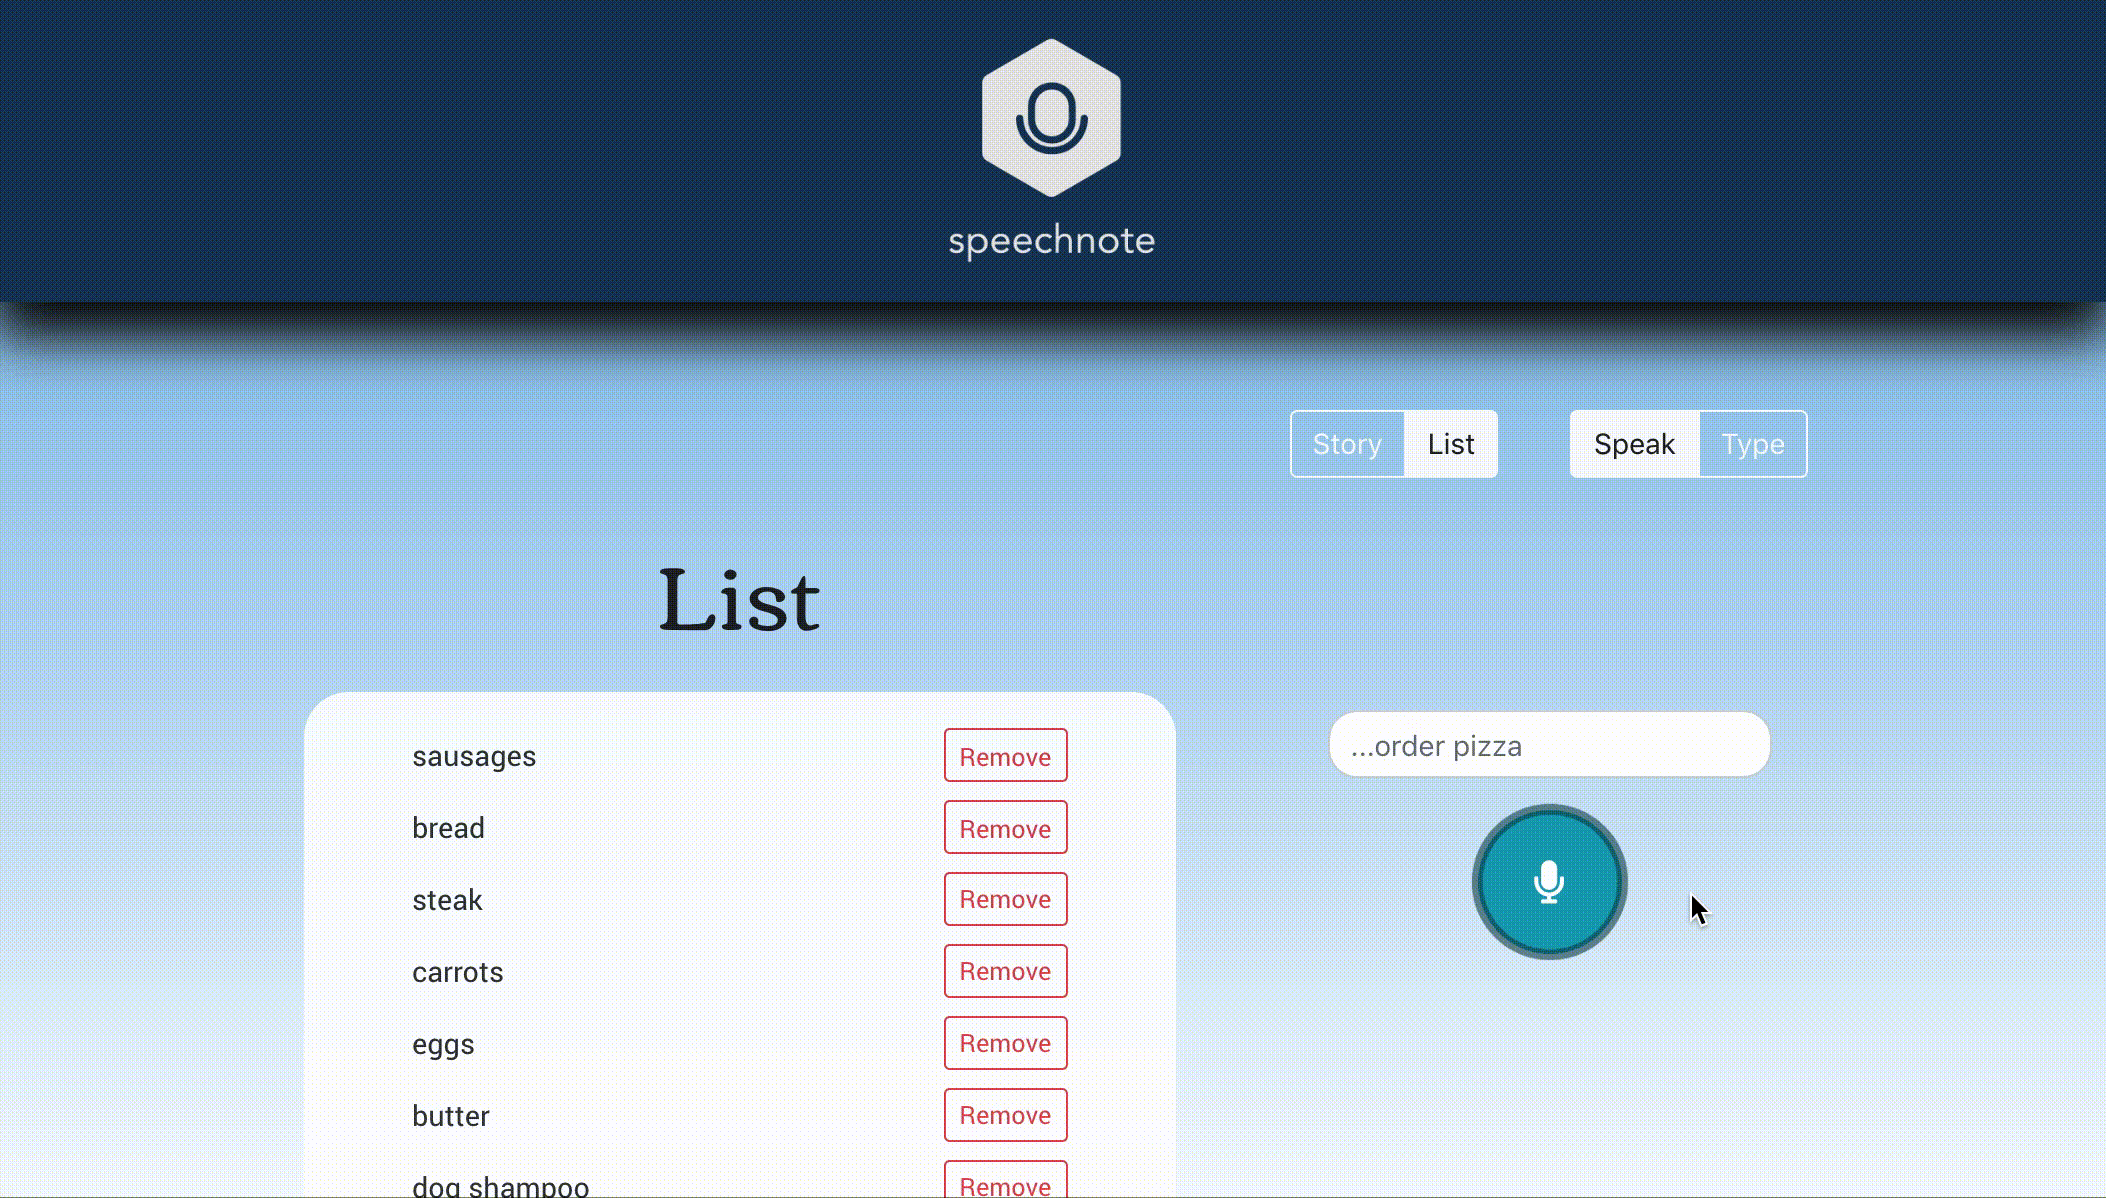 speechnote
Story List Speak Type
List
sausages Remove
...order pizza
bread Remove
steak Remove
carrots Remove
eggs Remove
butter Remove
dog shampoo Remove